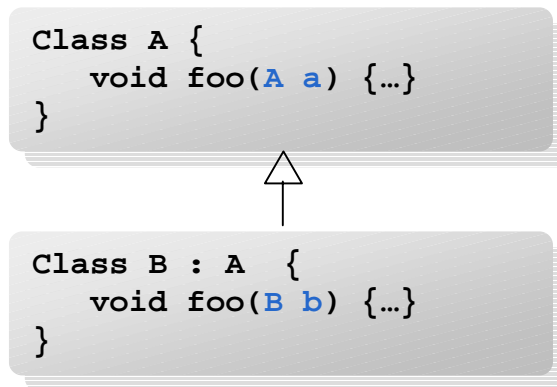 Class A {
   void foo(A a) {…}
}
Class B : A  {
   void foo(B b) {…}
}